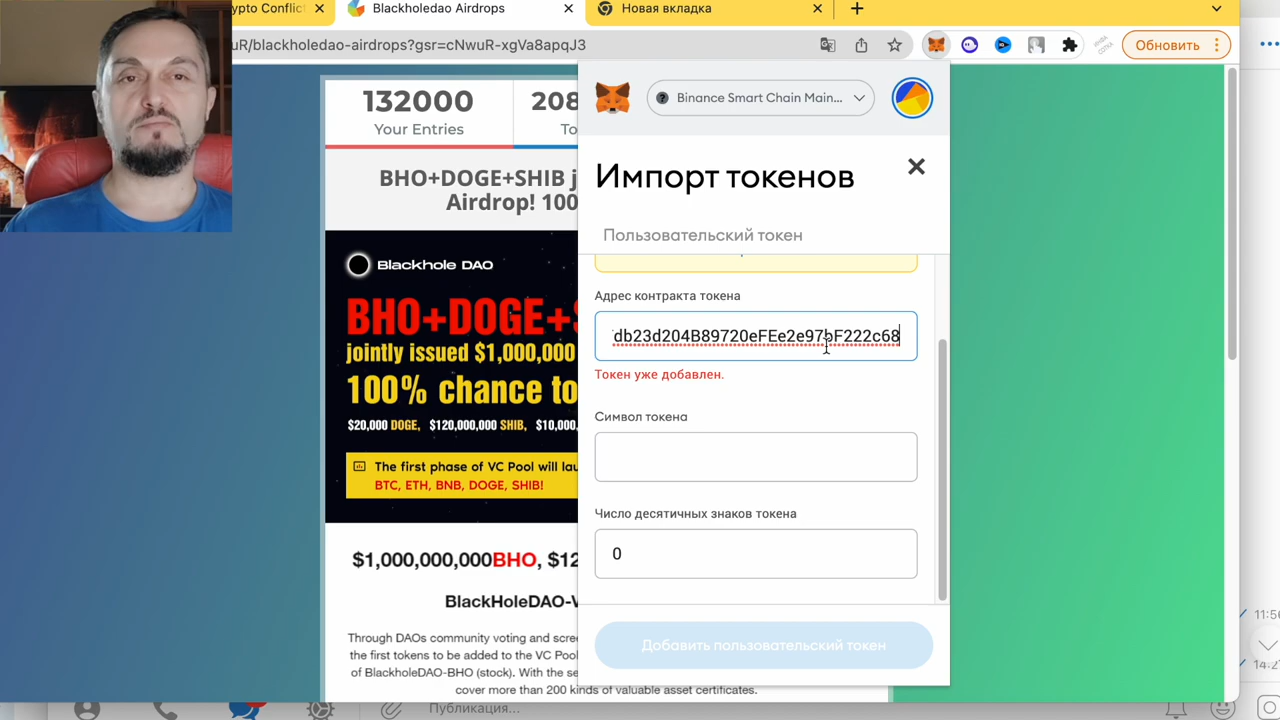 ypto Conflic
Blackholedao Airdrops
Новая вкладка
uR/blackholedao-airdrops?gsr=cNwuR-xgVa8apqJ3
Обновить
132000
Your Entries
208
To
BHO+DOGE+SHIB j
Airdrop! 100
Blackhole DAO
BHO+DOGE+S
jointly issued $1,000,000
100% chance to
$20,000 DOGE, $120,000,000 SHIB, $10,000,
The first phase of VC Pool will lau
BTC, ETH, BNB, DOGE, SHIB!
$1,000,000,000BHO, $12
BlackHoleDAO-V
Through DAOs community voting and scree
the first tokens to be added to the VC Pool
of BlackholeDAO-BHO (stock). With the se
cover more than 200 kinds of valuable asset certificates.
Binance Smart Chain Main...
Импорт токенов
Пользовательский токен
Адрес контракта токена
db23d204B89720eFEe2e97bF222c68
Токен уже добавлен.
Символ токена
Число десятичных знаков токена
0
Добавить пользовательский токен
Публикация...
11:56
14:2